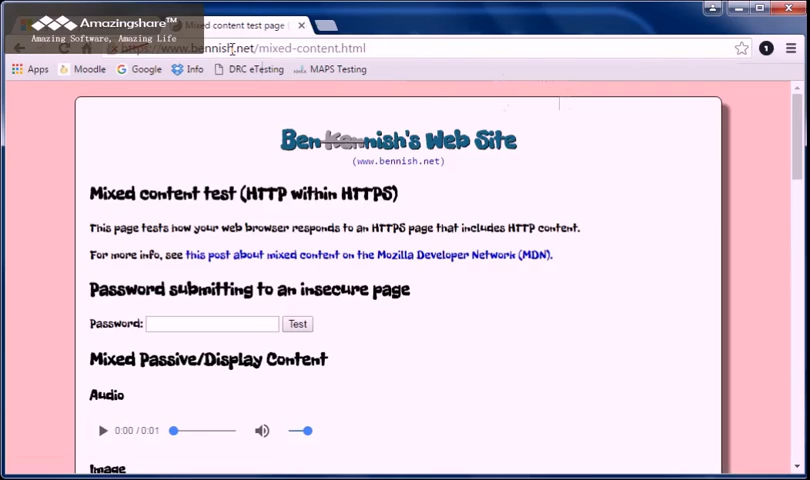 Amazingshare™
Amazing Software, Amazing Life
Mixed content test page
https://www.bennish.net/mixed-content.html
1
Apps Moodle Google Info DRC eTesting MAPS Testing
Ben Kennish's Web Site
(www.bennish.net)
Mixed content test (HTTP within HTTPS)
This page tests how your web browser responds to an HTTPS page that includes HTTP content.
For more info, see this post about mixed content on the Mozilla Developer Network (MDN).
Password submitting to an insecure page
Password: Test
Mixed Passive/Display Content
Audio
0:00 / 0:01
Image